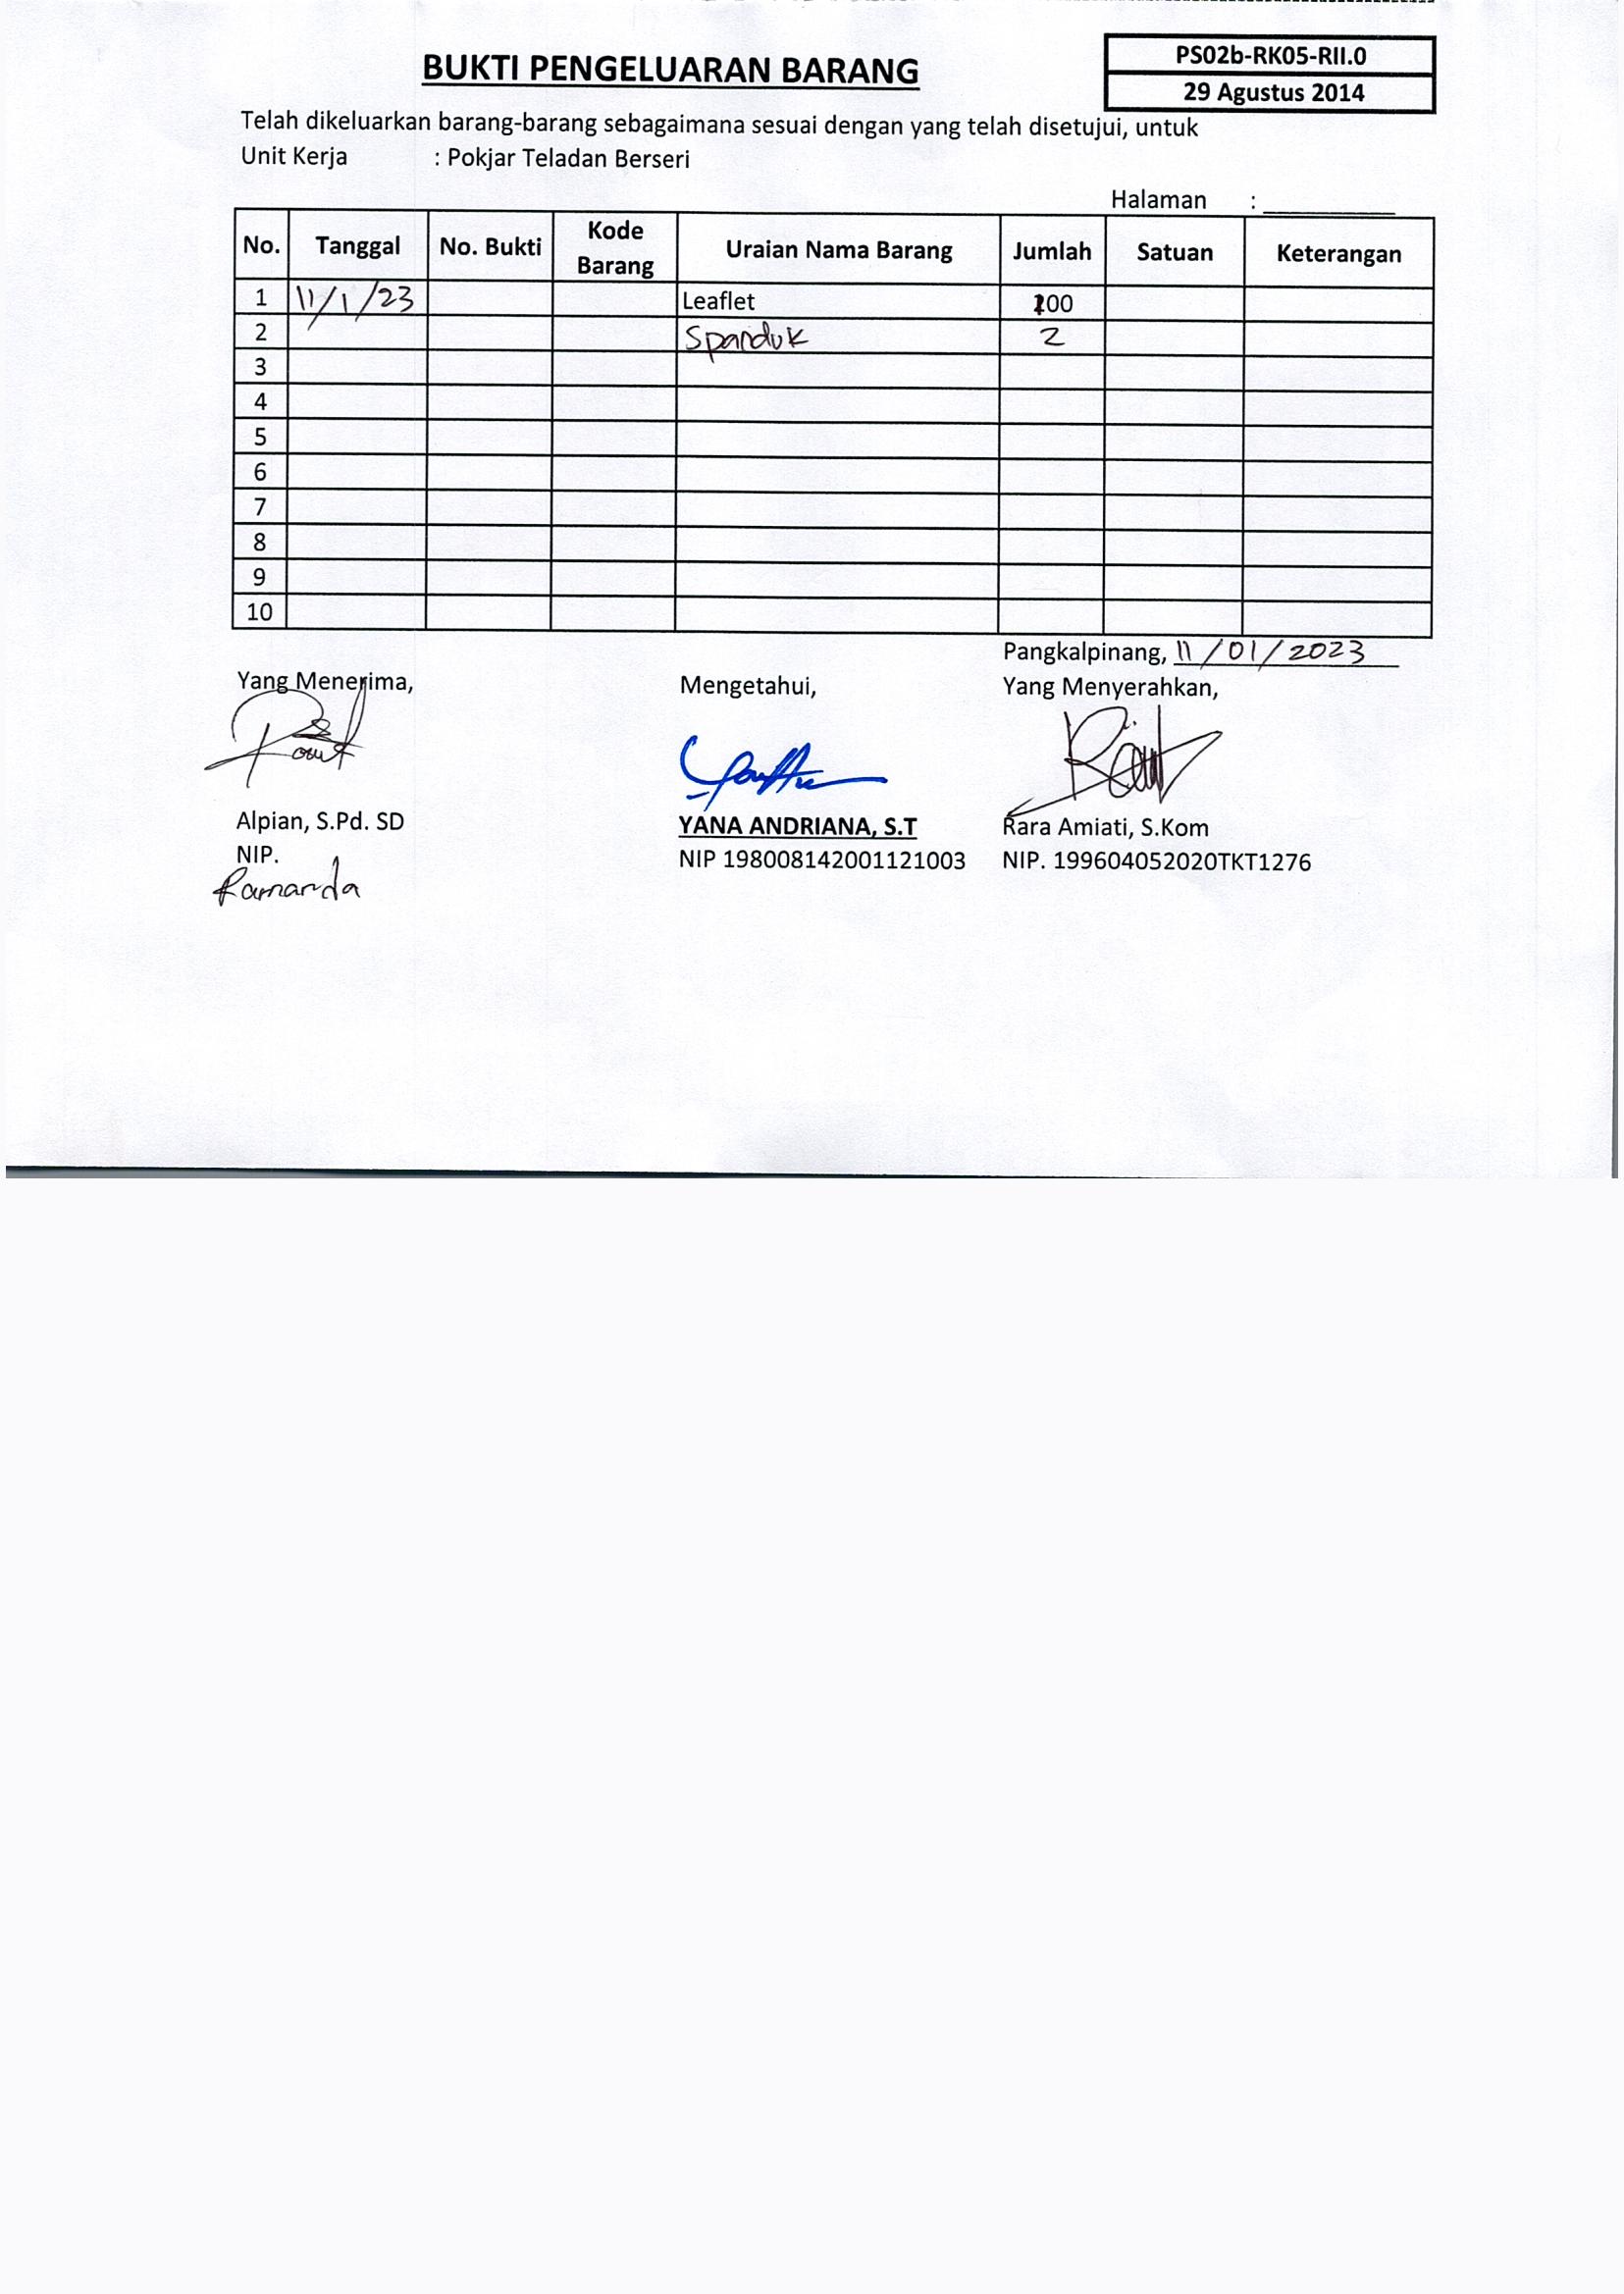 BUKTI PENGELUARAN BARANG
PS02b-RK05-RII.0
29 Agustus 2014
Telah dikeluarkan barang-barang sebagaimana sesuai dengan yang telah disetujui, untuk
Unit Kerja : Pokjar Teladan Berseri
Halaman : __________
No. Tanggal No. Bukti Kode Barang Uraian Nama Barang Jumlah Satuan Keterangan
1 11/1/23 Leaflet
2 Spanduk 2
3
4
5
6
7
8
9
10
Pangkalpinang, 11/01/2023
Yang Menerima, Mengetahui, Yang Menyerahkan,
Alpian, S.Pd. SD YANA ANDRIANA, S.T Rara Amiati, S.Kom
NIP. NIP 198008142001121003 NIP. 199604052020TKT1276
Ramanda